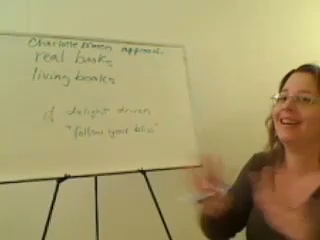 Charlotte Mason approach
real books
living books
delight driven
"follow your bliss"